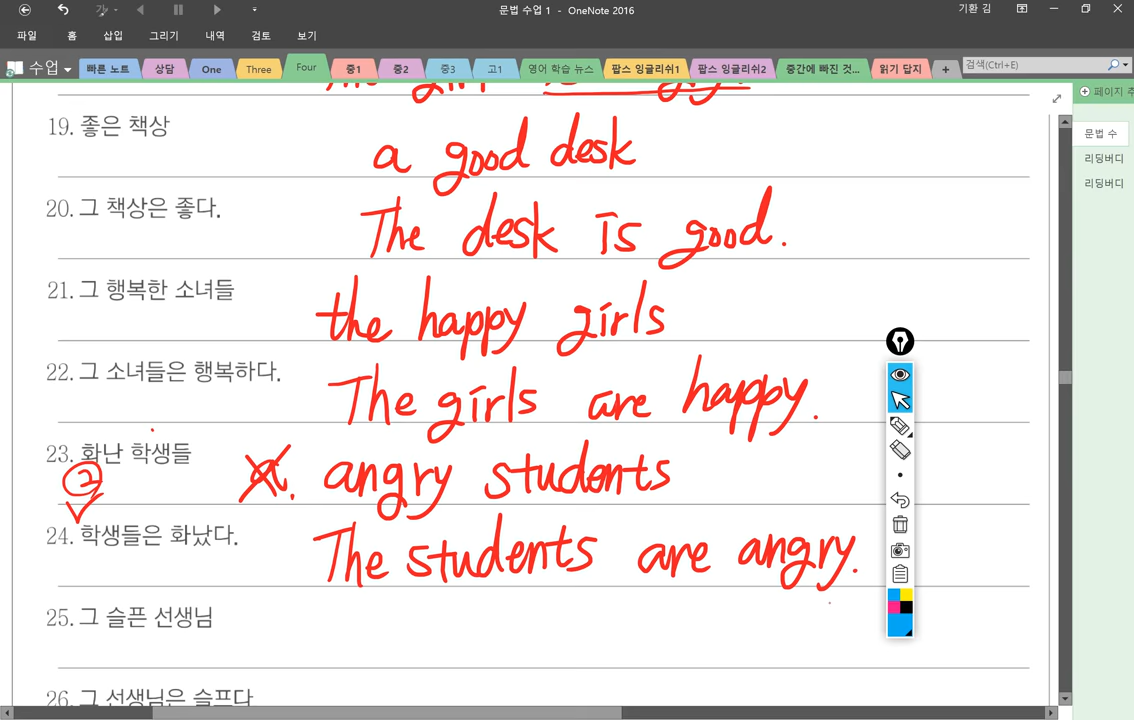 문법 수업 1 - OneNote 2016
기환 김
파일 홈 삽입 그리기 내역 검토 보기
수업 빠른 노트 상담 One Three Four 중1 중2 중3 고1 영어 학습 뉴스 팝스 잉글리쉬1 팝스 잉글리쉬2 중간에 빠진 것... 읽기 답지 + 검색(Ctrl+E)
페이지 추
문법 수
리딩버디
리딩버디
19. 좋은 책상
a good desk
20. 그 책상은 좋다.
The desk is good.
21. 그 행복한 소녀들
the happy girls
22. 그 소녀들은 행복하다.
The girls are happy.
23. 화난 학생들
a. angry students
2
24. 학생들은 화났다.
The students are angry.
25. 그 슬픈 선생님
26. 그 선생님은 슬프다